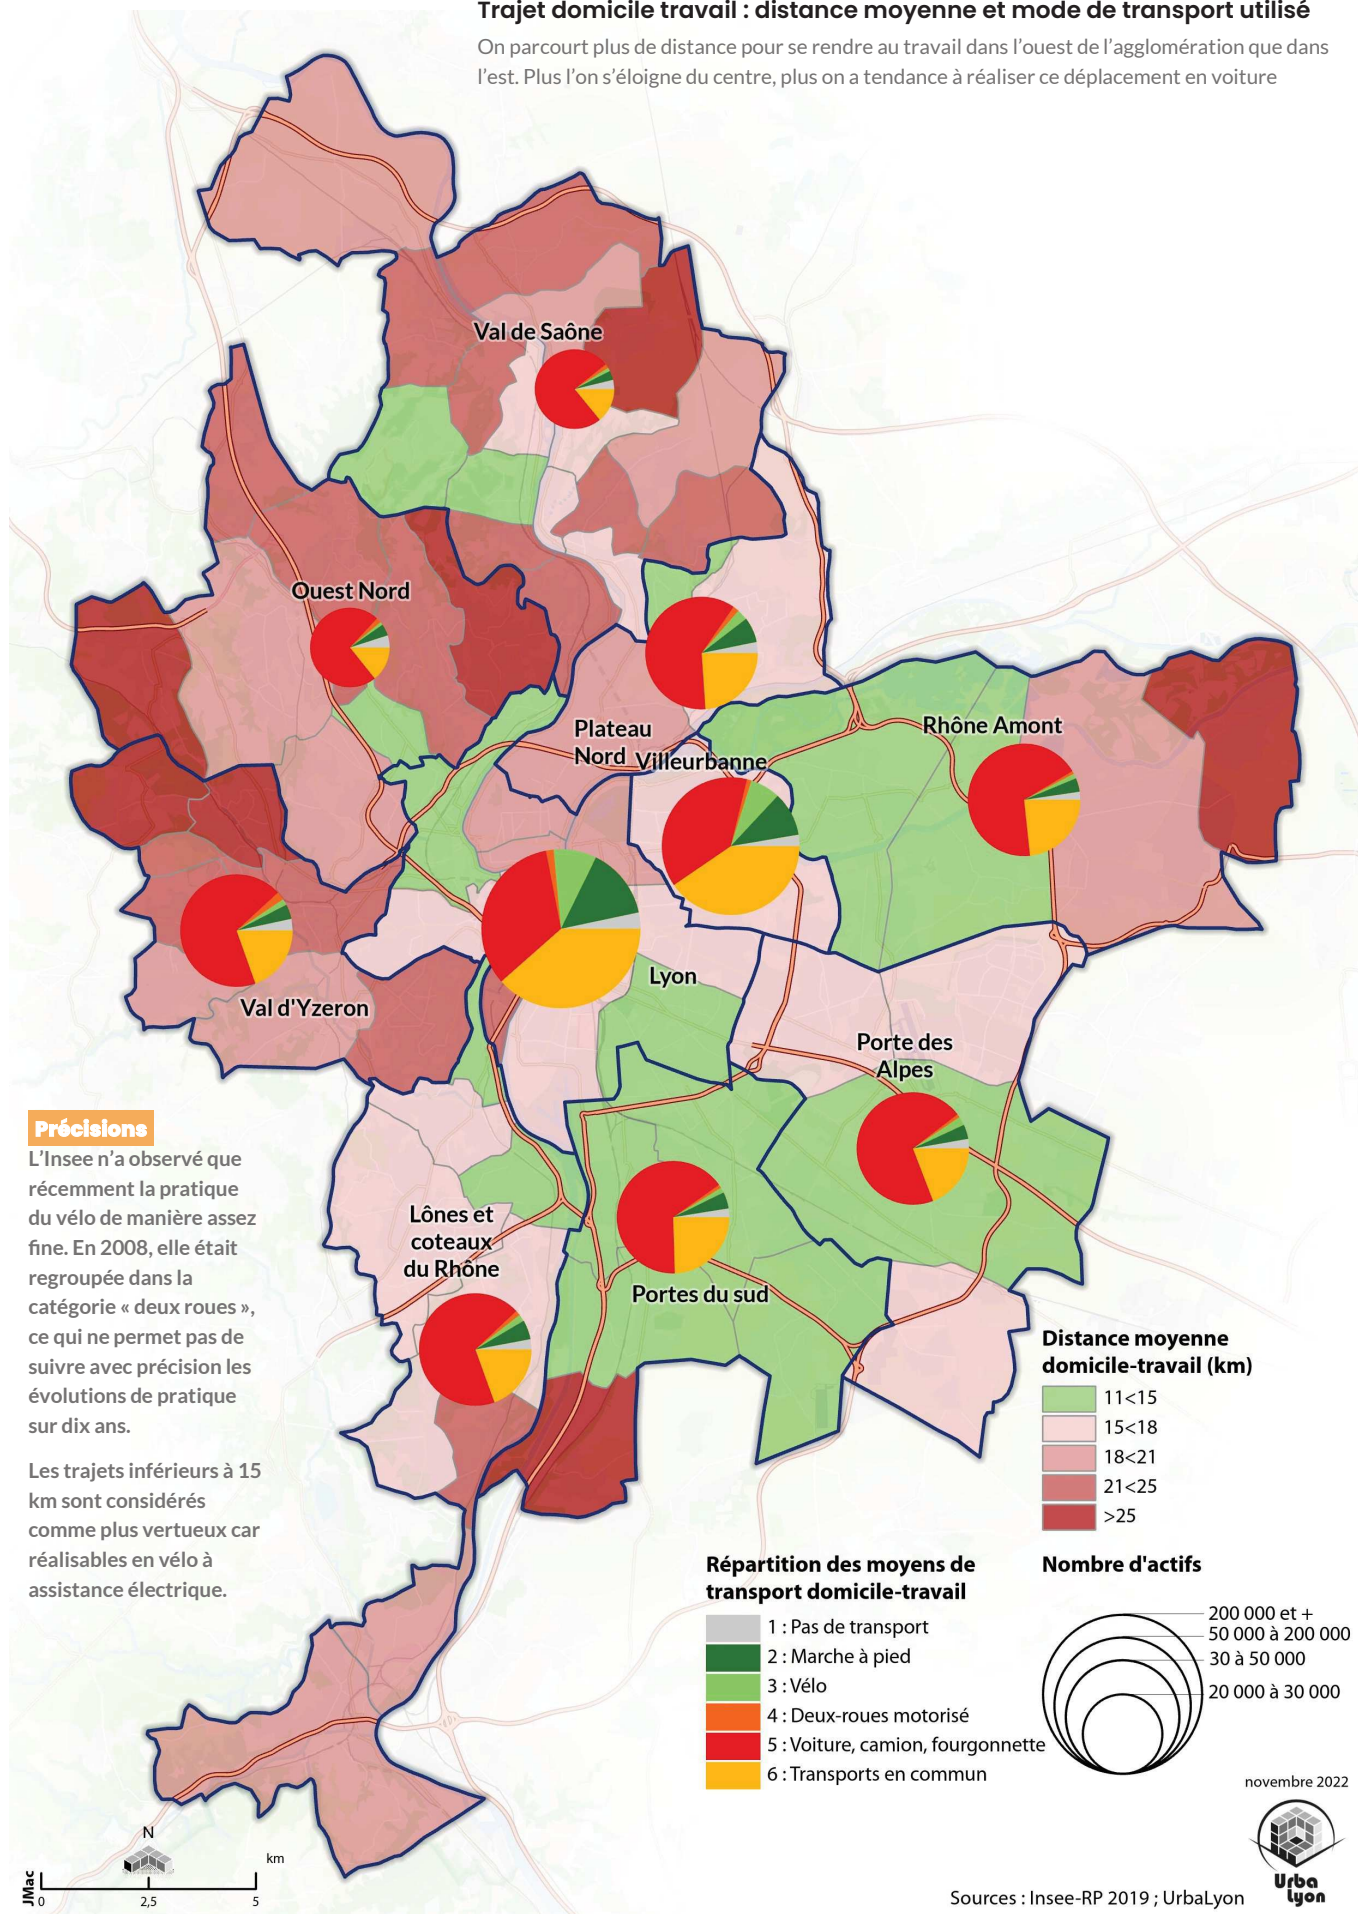 Trajet domicile travail : distance moyenne et mode de transport utilisé
On parcourt plus de distance pour se rendre au travail dans l’ouest de l’agglomération que dans
l’est. Plus l’on s’éloigne du centre, plus on a tendance à réaliser ce déplacement en voiture
Val de Saône
Ouest Nord
Plateau
Nord
Villeurbanne
Rhône Amont
Lyon
Val d'Yzeron
Porte des
Alpes
Lônes et
coteaux
du Rhône
Portes du sud
Précisions
L’Insee n’a observé que
récemment la pratique
du vélo de manière assez
fine. En 2008, elle était
regroupée dans la
catégorie « deux roues »,
ce qui ne permet pas de
suivre avec précision les
évolutions de pratique
sur dix ans.
Les trajets inférieurs à 15
km sont considérés
comme plus vertueux car
réalisables en vélo à
assistance électrique.
Distance moyenne
domicile-travail (km)
11<15
15<18
18<21
21<25
>25
Répartition des moyens de
transport domicile-travail
1 : Pas de transport
2 : Marche à pied
3 : Vélo
4 : Deux-roues motorisé
5 : Voiture, camion, fourgonnette
6 : Transports en commun
Nombre d'actifs
200 000 et +
50 000 à 200 000
30 à 50 000
20 000 à 30 000
novembre 2022
Urba
Lyon
Sources : Insee-RP 2019 ; UrbaLyon
JMac
N
km
0
2,5
5